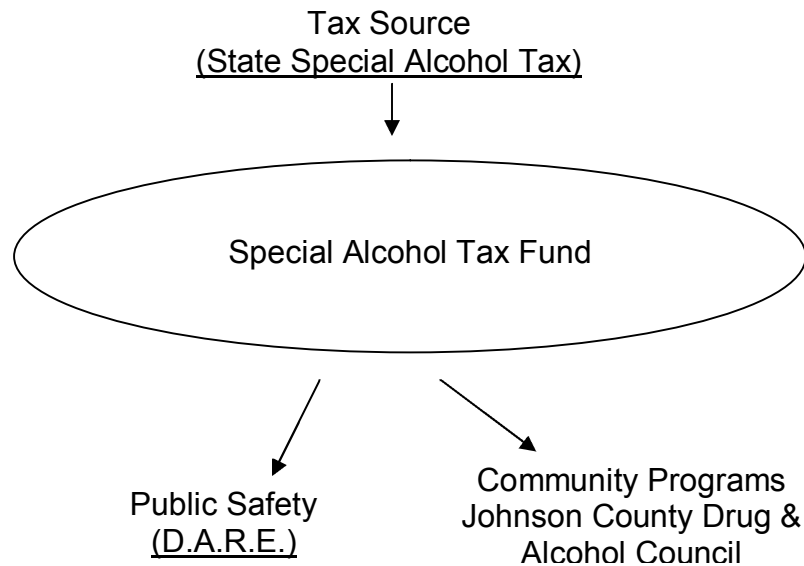 Tax Source
(State Special Alcohol Tax)
Special Alcohol Tax Fund
Public Safety
(D.A.R.E.)
Community Programs
Johnson County Drug &
Alcohol Council